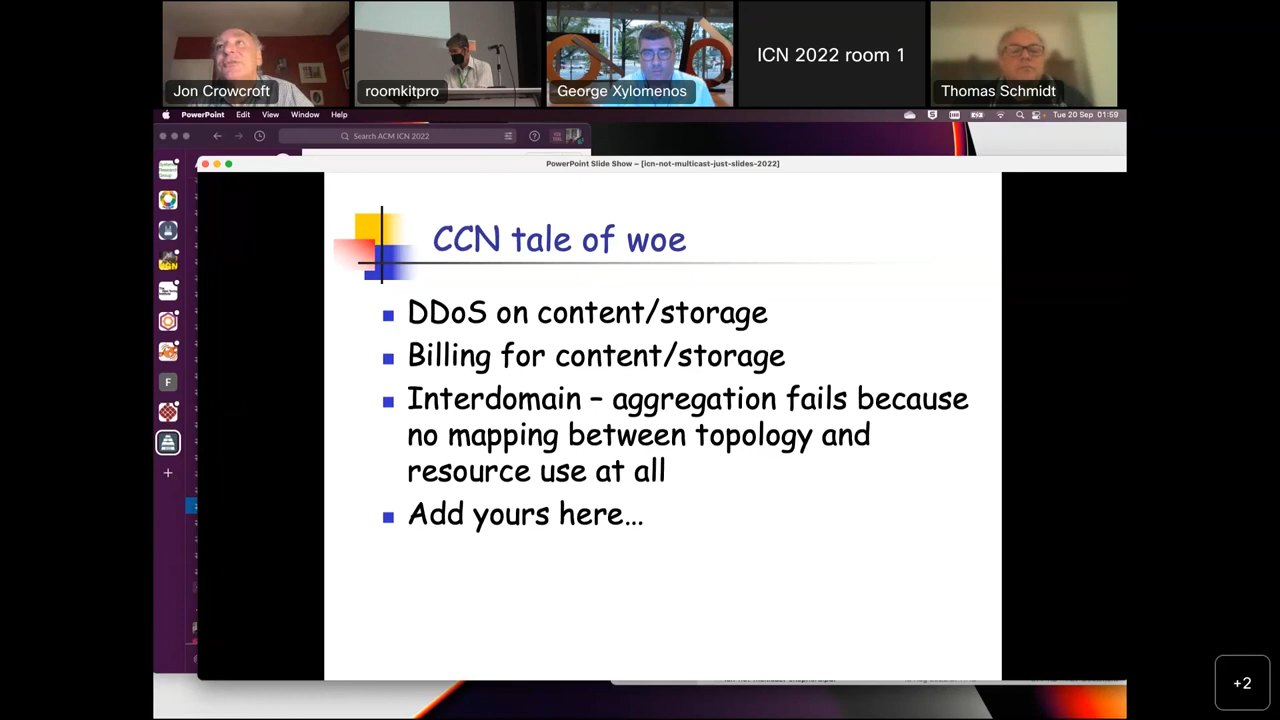 Jon Crowcroft
roomkitpro
George Xylomenos
ICN 2022 room 1
Thomas Schmidt
PowerPoint Edit View Window Help
Tue 20 Sep 01:59
Search ACM ICN 2022
PowerPoint Slide Show – [icn-not-multicast-just-slides-2022]
CCN tale of woe
DDoS on content/storage
Billing for content/storage
Interdomain – aggregation fails because
no mapping between topology and
resource use at all
Add yours here...
F
+
+2